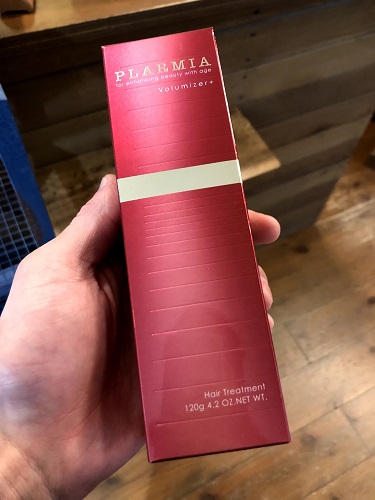 PLARMIA
for enhancing beauty with age
Volumizer+
Hair Treatment
120g 4.2 OZ.NET WT.